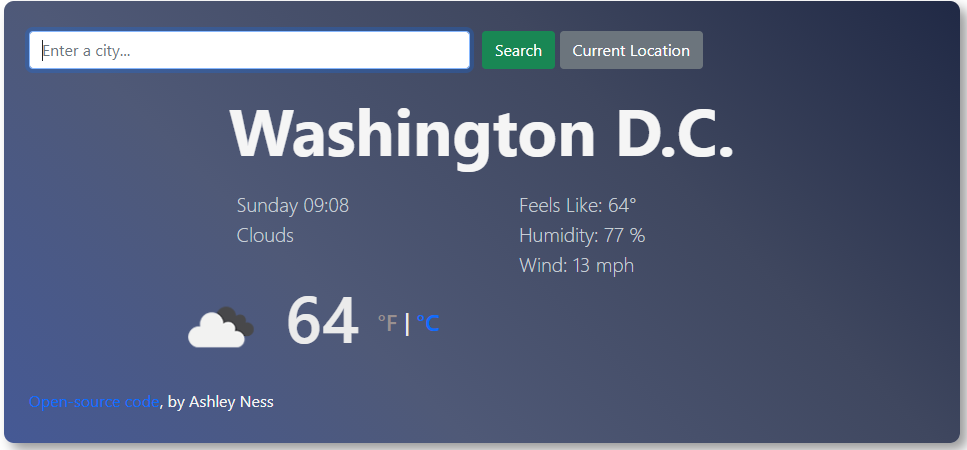 Enter a city...
Search
Current Location
Washington D.C.
Sunday 09:08
Clouds
Feels Like: 64°
Humidity: 77 %
Wind: 13 mph
64 °F | °C
Open-source code, by Ashley Ness